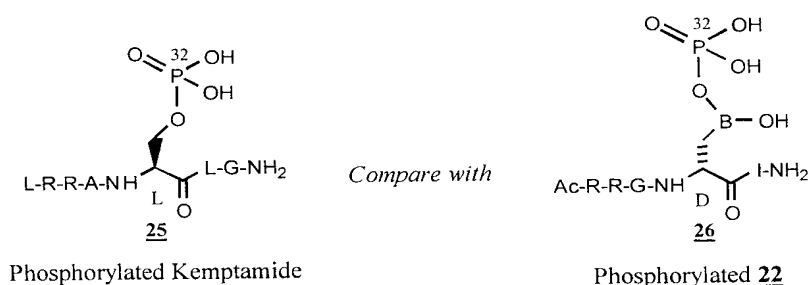 32
O P OH
OH
O
L-R-R-A-NH L L-G-NH₂
O
25
Phosphorylated Kemptamide
Compare with
32
O P OH
OH
O
B-OH
Ac-R-R-G-NH D I-NH₂
O
26
Phosphorylated 22